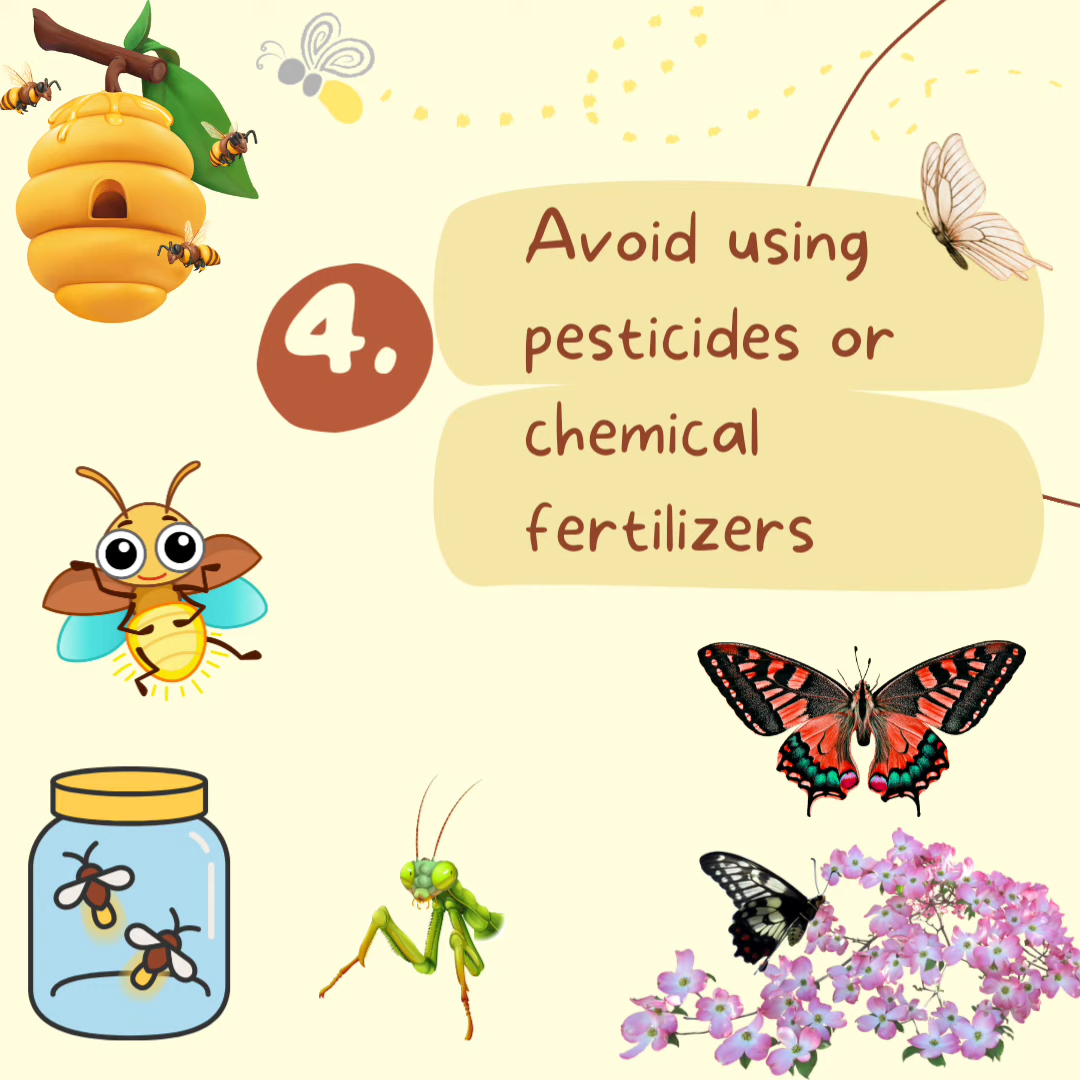 4.
Avoid using
pesticides or
chemical
fertilizers